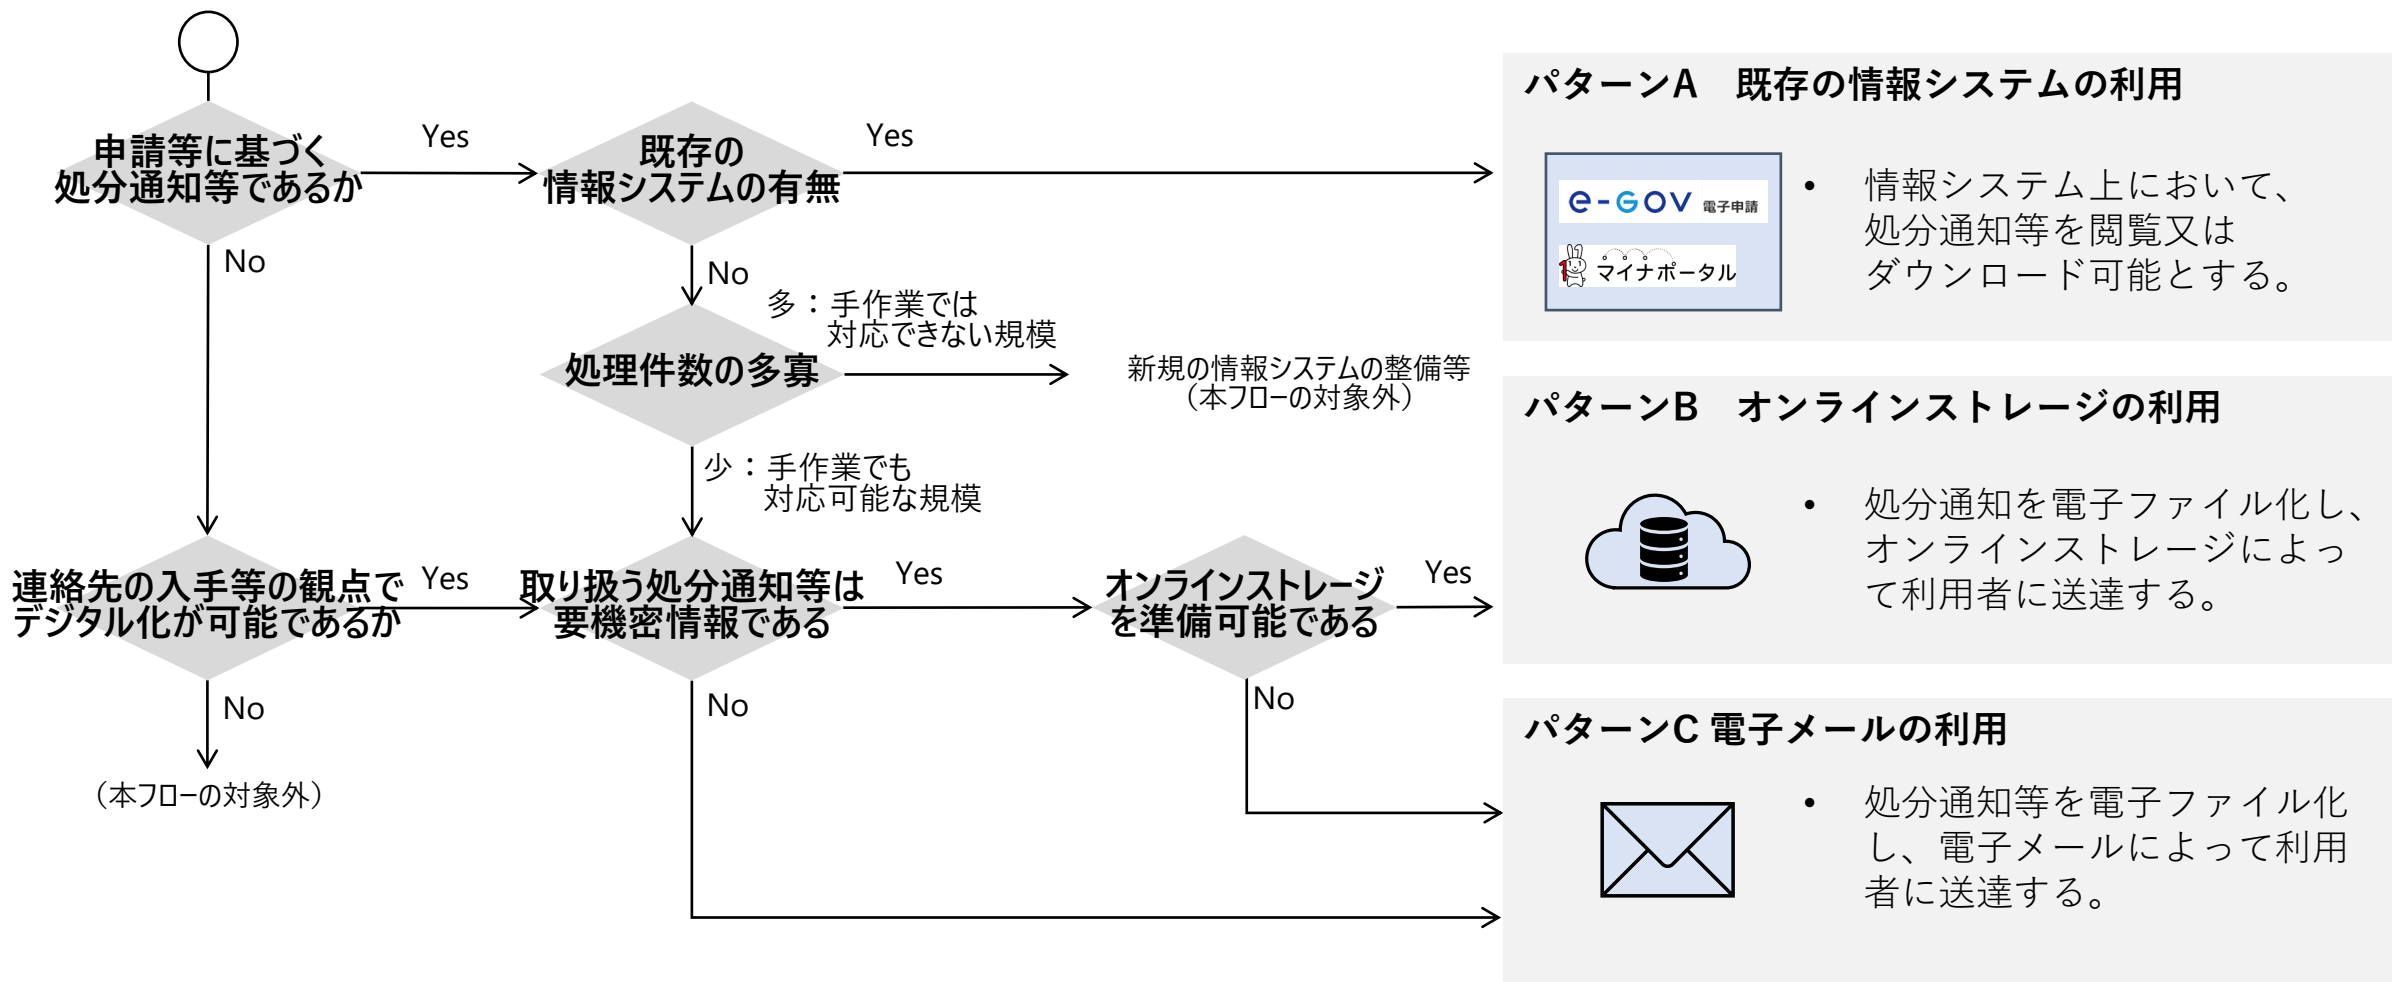 申請等に基づく
処分通知等であるか
Yes
No
既存の
情報システムの有無
Yes
No
多：手作業では
対応できない規模
処理件数の多寡
新規の情報システムの整備等
（本フローの対象外）
少：手作業でも
対応可能な規模
連絡先の入手等の観点で
デジタル化が可能であるか
Yes
No
（本フローの対象外）
取り扱う処分通知等は
要機密情報である
Yes
No
オンラインストレージ
を準備可能である
Yes
No
パターンA　既存の情報システムの利用
e-GOV 電子申請
マイナポータル
• 情報システム上において、
処分通知等を閲覧又は
ダウンロード可能とする。
パターンB　オンラインストレージの利用
• 処分通知を電子ファイル化し、
オンラインストレージによっ
て利用者に送達する。
パターンC 電子メールの利用
• 処分通知等を電子ファイル化
し、電子メールによって利用
者に送達する。